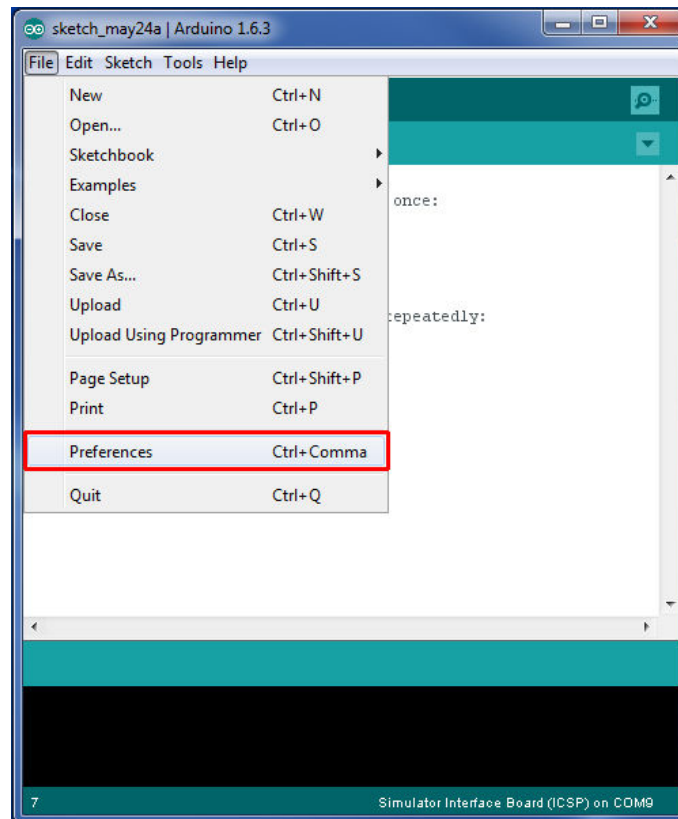 sketch_may24a | Arduino 1.6.3
File Edit Sketch Tools Help
New Ctrl+N
Open... Ctrl+O
Sketchbook
Examples
Close Ctrl+W
Save Ctrl+S
Save As... Ctrl+Shift+S
Upload Ctrl+U
Upload Using Programmer Ctrl+Shift+U
Page Setup Ctrl+Shift+P
Print Ctrl+P
Preferences Ctrl+Comma
Quit Ctrl+Q
once:
epeatedly:
7 Simulator Interface Board (ICSP) on COM9